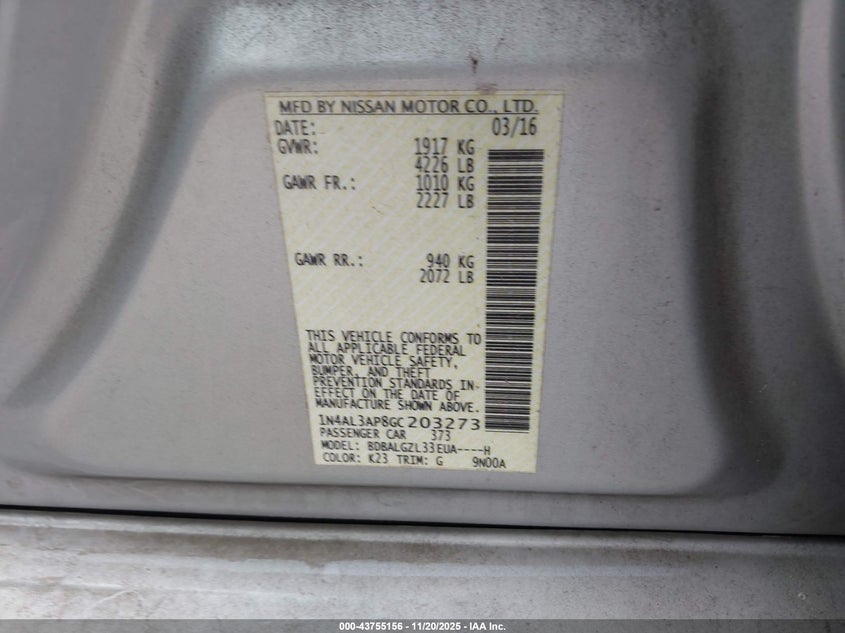 MFD BY NISSAN MOTOR CO., LTD.
DATE: 03/16
GVWR: 1917 KG
4226 LB
GAWR FR.: 1010 KG
2227 LB
GAWR RR.: 940 KG
2072 LB
THIS VEHICLE CONFORMS TO
ALL APPLICABLE FEDERAL
MOTOR VEHICLE SAFETY,
BUMPER, AND THEFT
PREVENTION STANDARDS IN
EFFECT ON THE DATE OF
MANUFACTURE SHOWN ABOVE.
1N4AL3AP8GC203273
PASSENGER CAR 373
MODEL: BDBALGZL33EUA----H
COLOR: K23 TRIM: G 9N00A
000-43755156 - 11/20/2025 - IAA Inc.